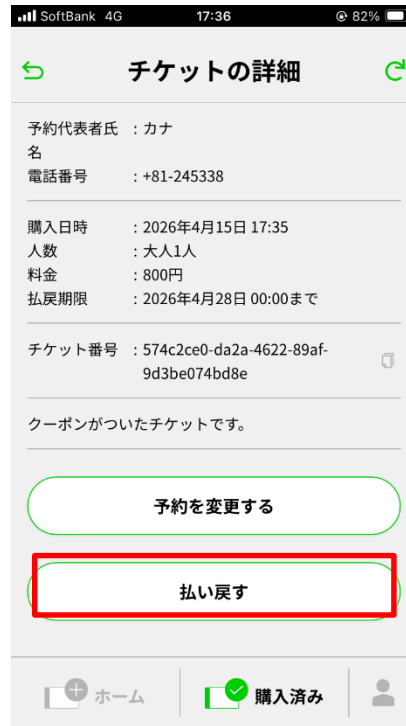 SoftBank 4G 17:36 82%
チケットの詳細
予約代表者氏名 : カナ
電話番号 : +81-245338
購入日時 : 2026年4月15日 17:35
人数 : 大人1人
料金 : 800円
払戻期限 : 2026年4月28日 00:00まで
チケット番号 : 574c2ce0-da2a-4622-89af-
9d3be074bd8e
クーポンがついたチケットです。
予約を変更する
払い戻す
ホーム 購入済み